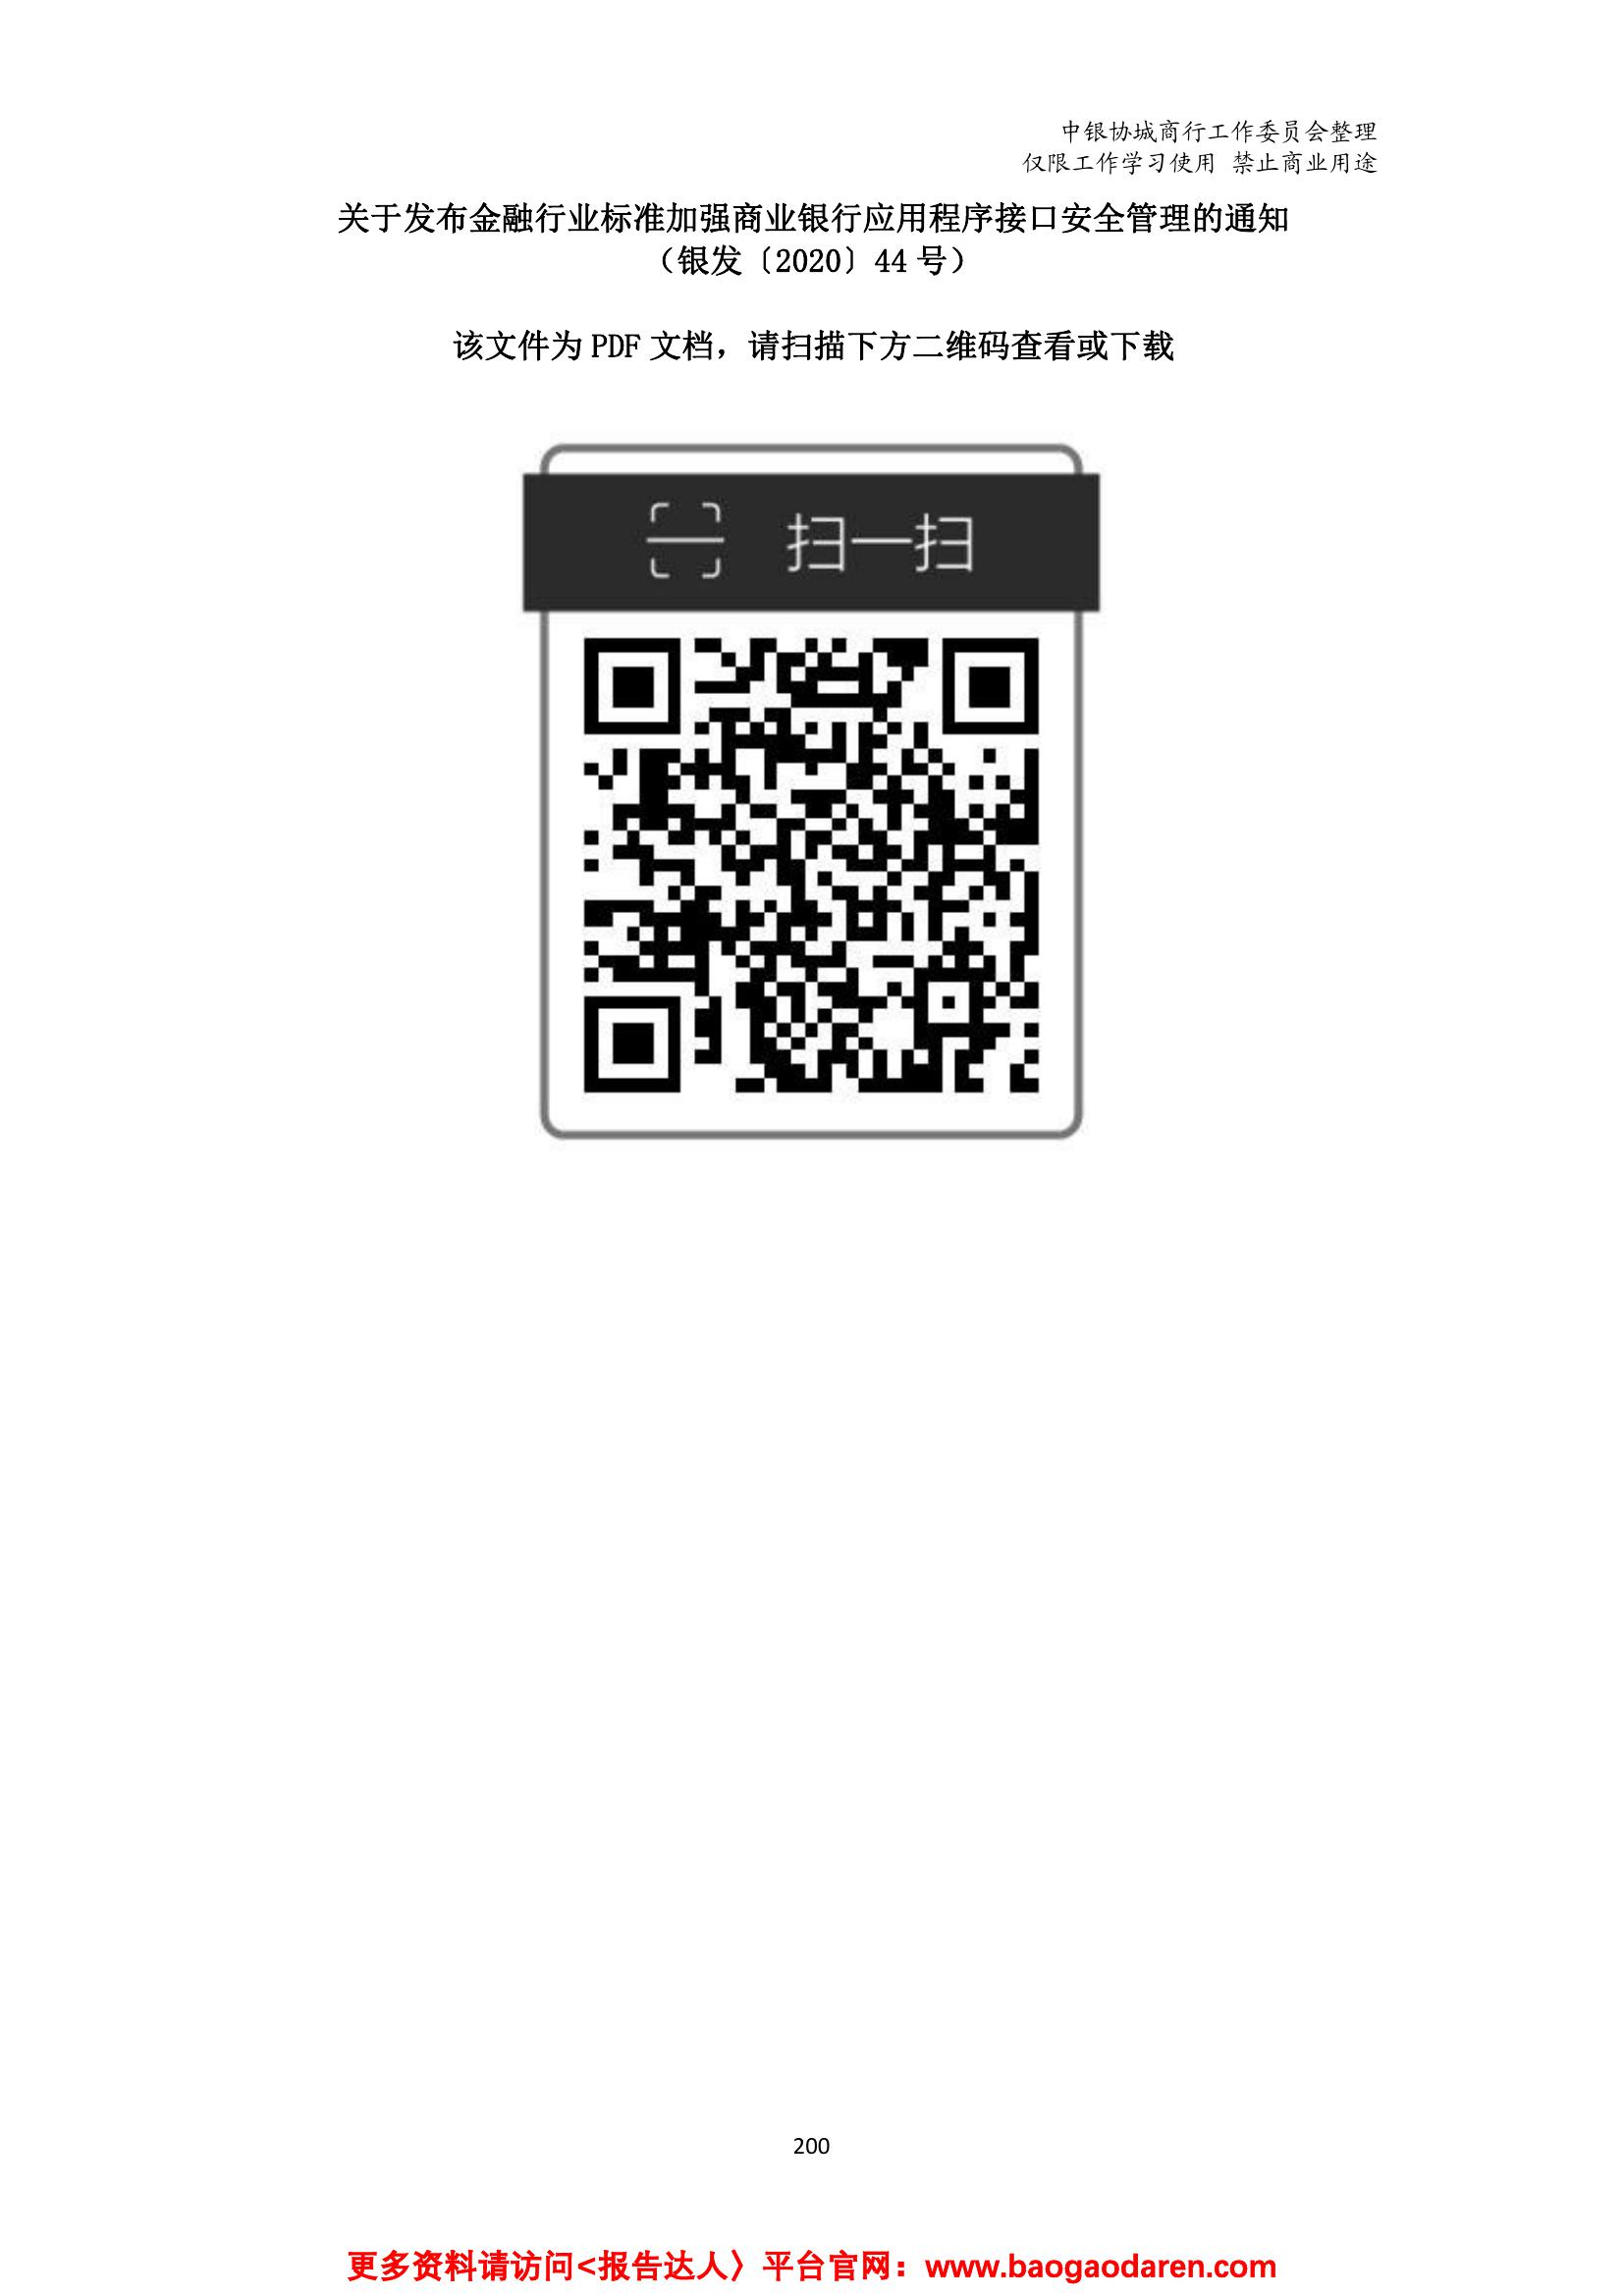 中银协城商行工作委员会整理
仅限工作学习使用 禁止商业用途
关于发布金融行业标准加强商业银行应用程序接口安全管理的通知
（银发〔2020〕44 号）
该文件为 PDF 文档，请扫描下方二维码查看或下载
扫一扫
200
更多资料请访问<报告达人〉平台官网：www.baogaodaren.com